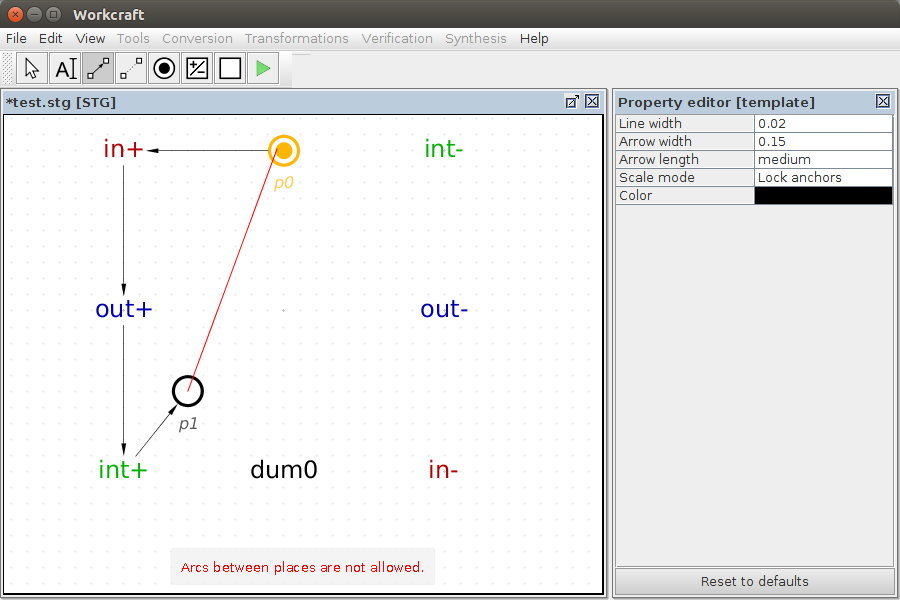 Workcraft
File Edit View Tools Conversion Transformations Verification Synthesis Help
A
*test.stg [STG]
Property editor [template]
Line width 0.02
Arrow width 0.15
Arrow length medium
Scale mode Lock anchors
Color
in+
int-
p0
out+
out-
p1
int+
dum0
in-
Arcs between places are not allowed.
Reset to defaults